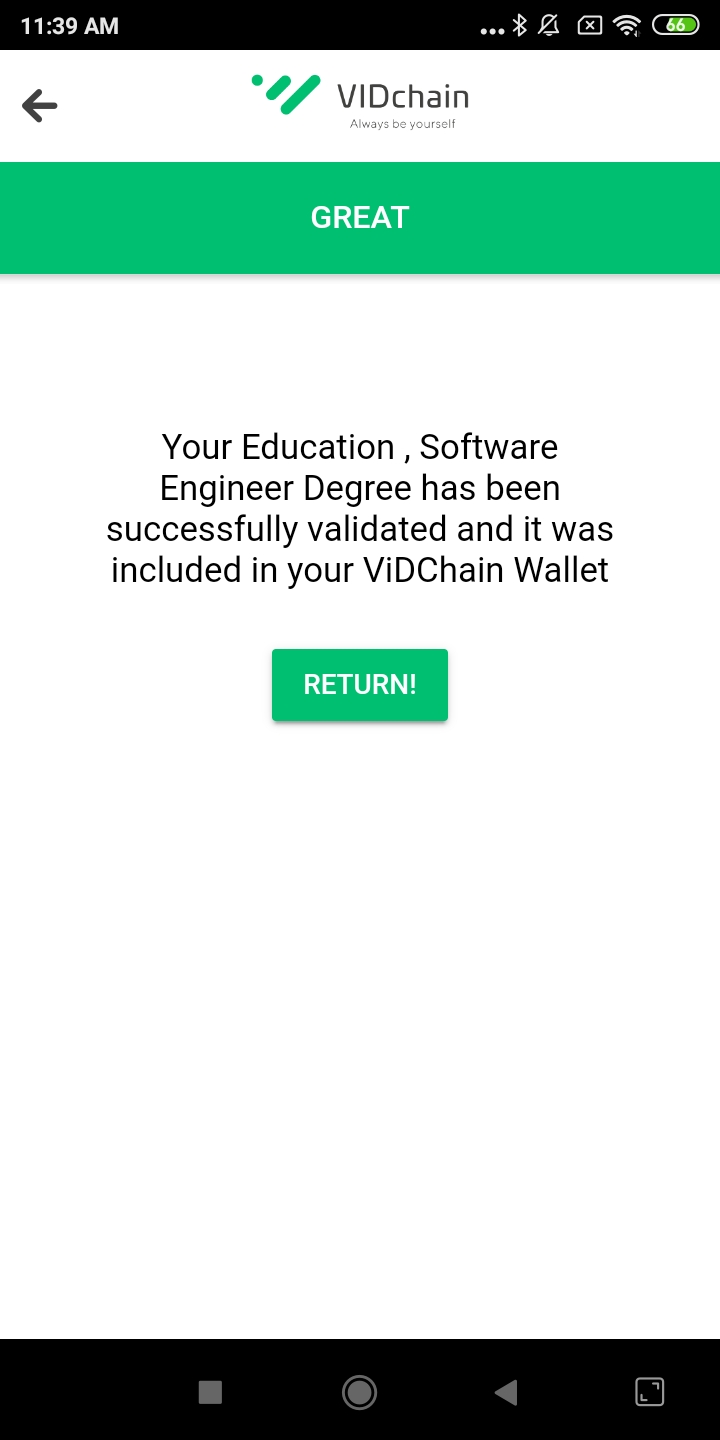 11:39 AM
66
VIDchain
Always be yourself
GREAT
Your Education , Software
Engineer Degree has been
successfully validated and it was
included in your ViDChain Wallet
RETURN!